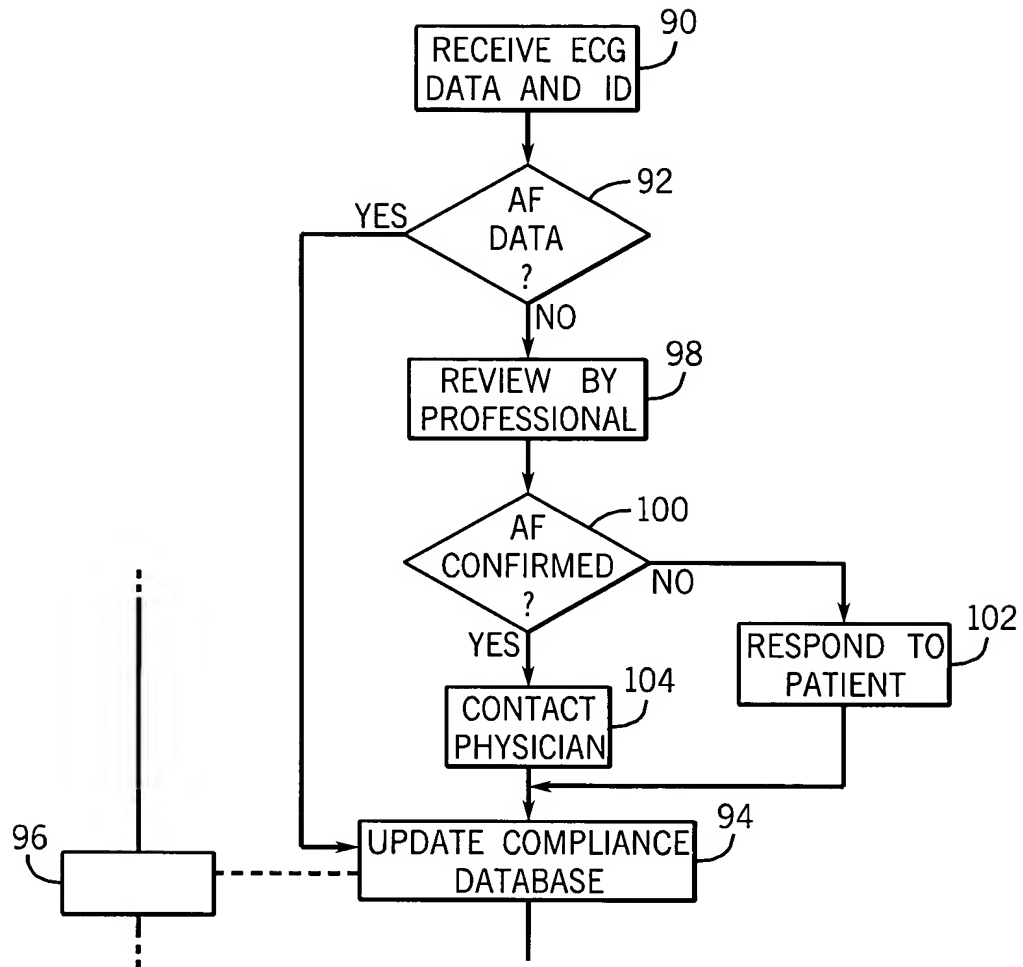 90
RECEIVE ECG
DATA AND ID
92
AF
DATA
?
YES
NO
98
REVIEW BY
PROFESSIONAL
100
AF
CONFIRMED
?
NO
YES
102
RESPOND TO
PATIENT
104
CONTACT
PHYSICIAN
94
UPDATE COMPLIANCE
DATABASE
96